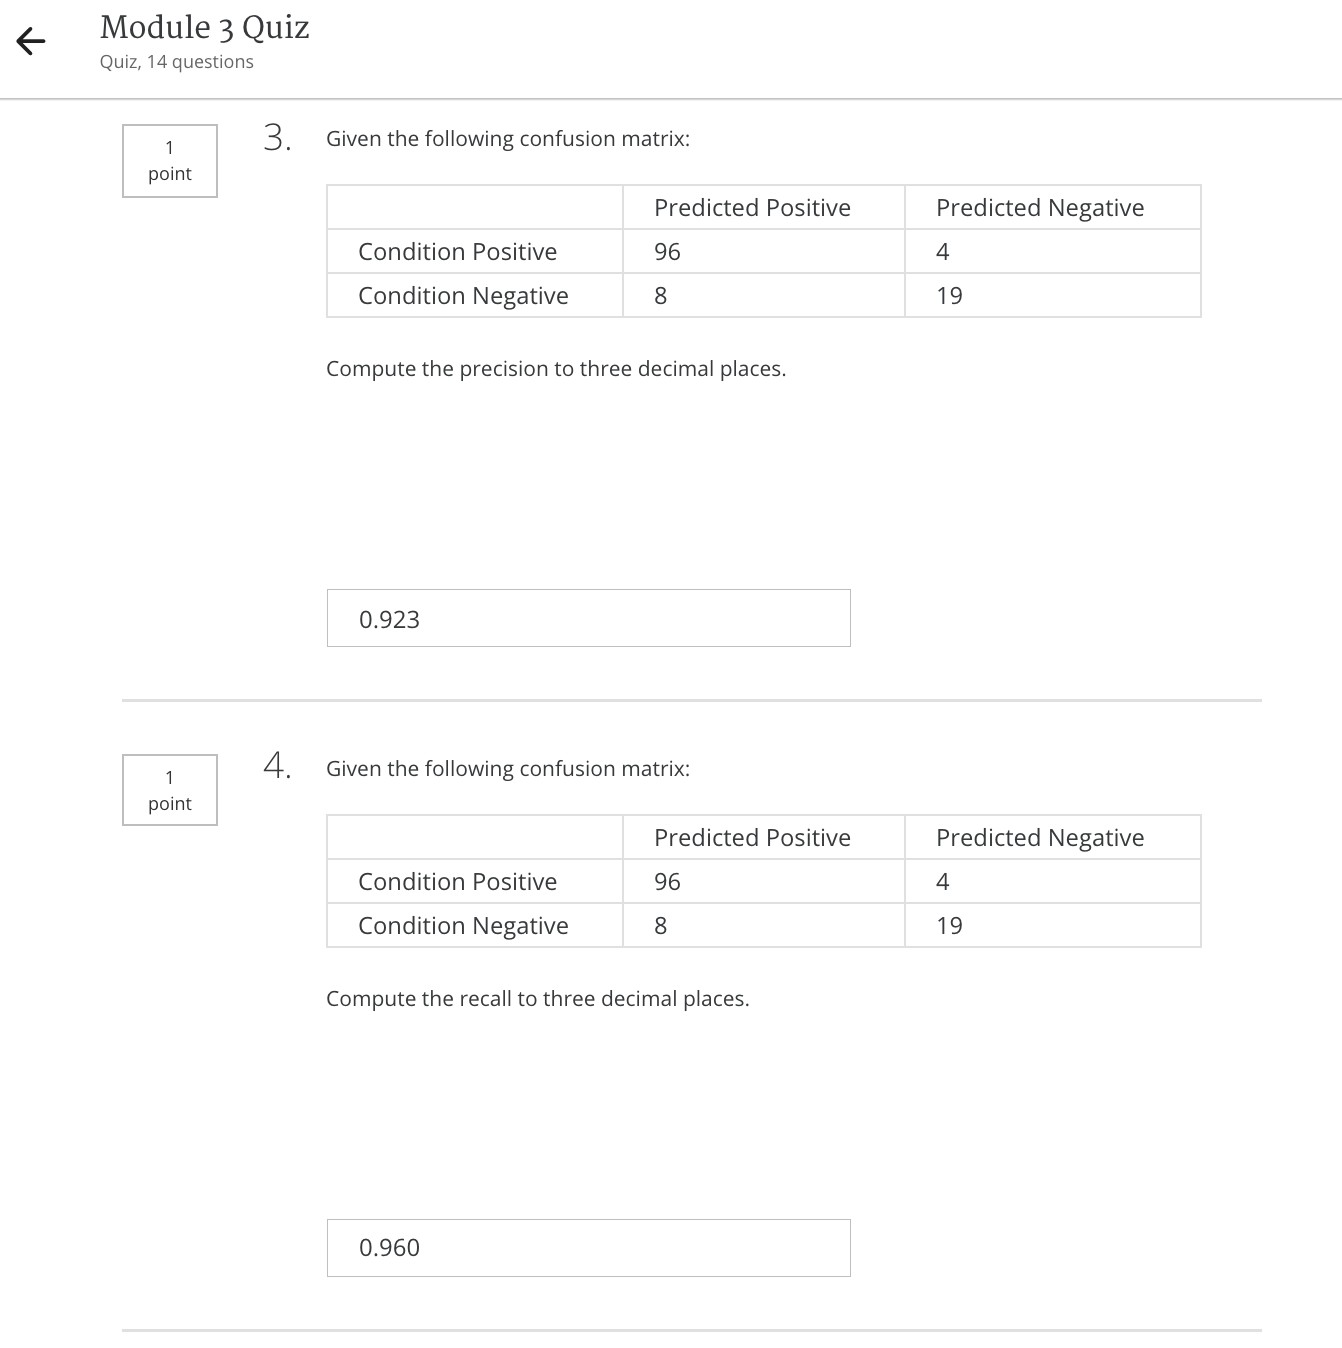 Module 3 Quiz
Quiz, 14 questions
1
point
3.
Given the following confusion matrix:
Predicted Positive Predicted Negative
Condition Positive 96 4
Condition Negative 8 19
Compute the precision to three decimal places.
0.923
1
point
4.
Given the following confusion matrix:
Predicted Positive Predicted Negative
Condition Positive 96 4
Condition Negative 8 19
Compute the recall to three decimal places.
0.960